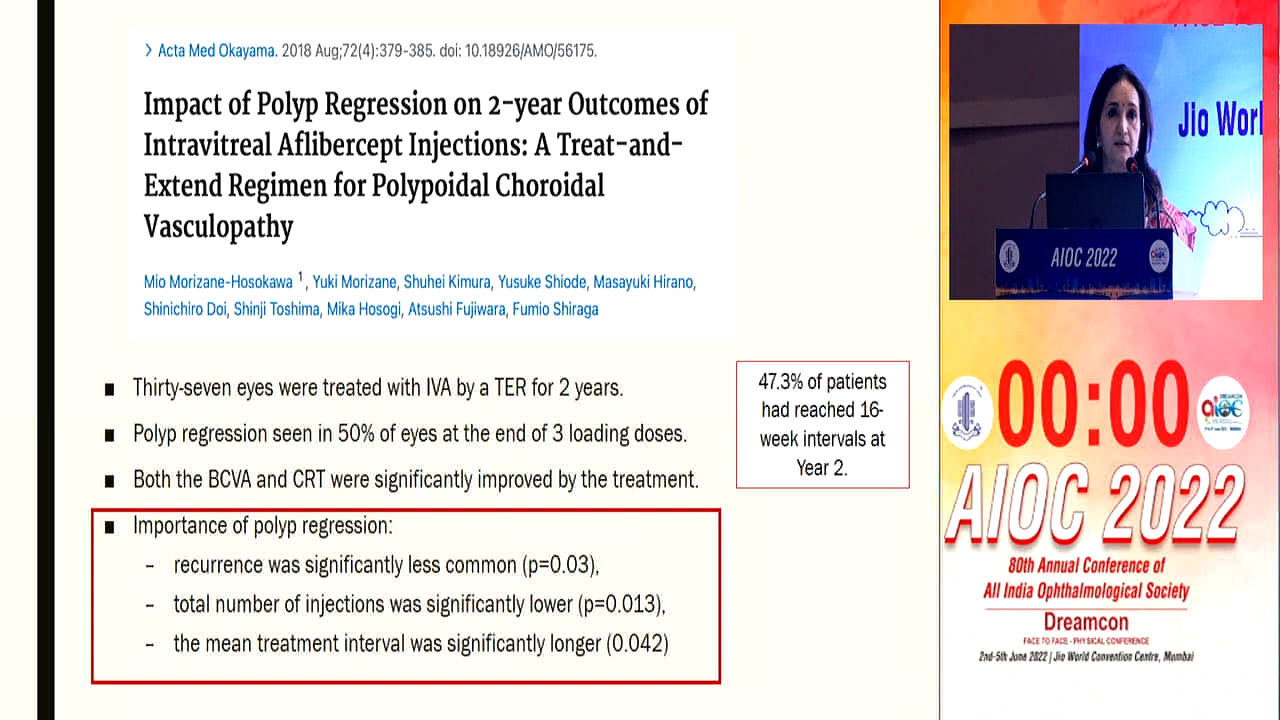 > Acta Med Okayama. 2018 Aug;72(4):379-385. doi: 10.18926/AMO/56175.
Impact of Polyp Regression on 2-year Outcomes of
Intravitreal Aflibercept Injections: A Treat-and-
Extend Regimen for Polypoidal Choroidal
Vasculopathy
Mio Morizane-Hosokawa 1, Yuki Morizane, Shuhei Kimura, Yusuke Shiode, Masayuki Hirano,
Shinichiro Doi, Shinji Toshima, Mika Hosogi, Atsushi Fujiwara, Fumio Shiraga
■ Thirty-seven eyes were treated with IVA by a TER for 2 years.
■ Polyp regression seen in 50% of eyes at the end of 3 loading doses.
■ Both the BCVA and CRT were significantly improved by the treatment.
■ Importance of polyp regression:
– recurrence was significantly less common (p=0.03),
– total number of injections was significantly lower (p=0.013),
– the mean treatment interval was significantly longer (0.042)
47.3% of patients
had reached 16-
week intervals at
Year 2.
Jio Worl
AIOC 2022
00:00
AIOC 2022
80th Annual Conference of
All India Ophthalmological Society
Dreamcon
FACE TO FACE - PHYSICAL CONFERENCE
2nd-5th June 2022 | Jio World Convention Centre, Mumbai